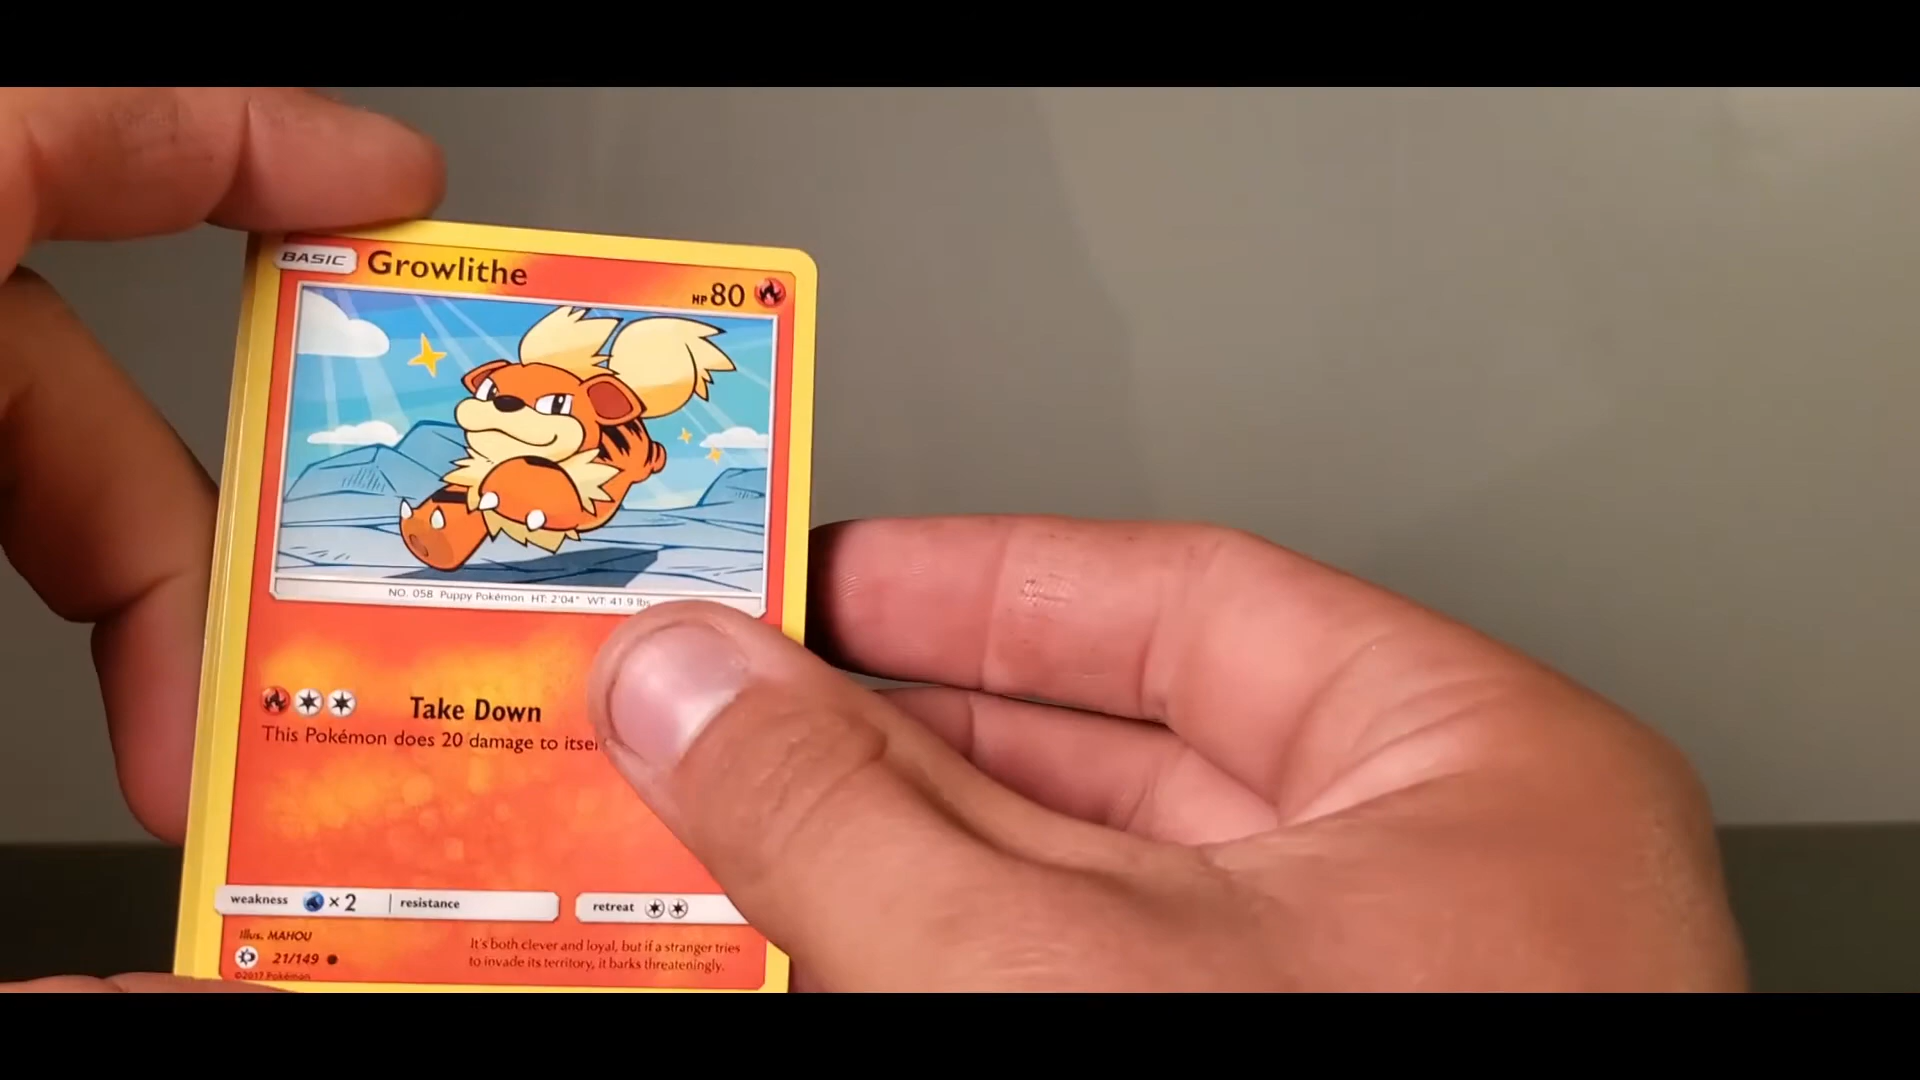 BASIC Growlithe HP 80
NO. 058 Puppy Pokémon HT: 2'04" WT: 41.9 lbs.
Take Down
This Pokémon does 20 damage to
weakness × 2 resistance retreat
Illus. MAHOU
21/149
©2017 Pokémon
It's both clever and loyal, but if a stranger tries
to invade its territory, it barks threateningly.